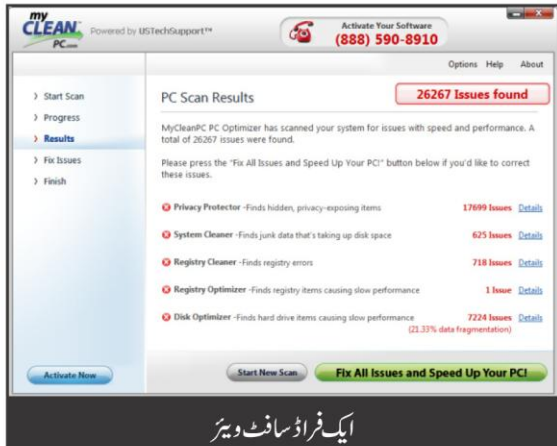 my
CLEAN
PC.com
Powered by USTechSupport™
Activate Your Software
(888) 590-8910
Options Help About
Start Scan
Progress
Results
Fix Issues
Finish
Activate Now
PC Scan Results
26267 Issues found
MyCleanPC PC Optimizer has scanned your system for issues with speed and performance. A
total of 26267 issues were found.
Please press the "Fix All Issues and Speed Up Your PC!" button below if you'd like to correct
these issues.
Privacy Protector -Finds hidden, privacy-exposing items 17699 Issues Details
System Cleaner -Finds junk data that's taking up disk space 625 Issues Details
Registry Cleaner -Finds registry errors 718 Issues Details
Registry Optimizer -Finds registry items causing slow performance 1 Issue Details
Disk Optimizer -Finds hard drive items causing slow performance 7224 Issues Details
(21.33% data fragmentation)
Start New Scan Fix All Issues and Speed Up Your PC!
ایک فراڈ سافٹ ویئر